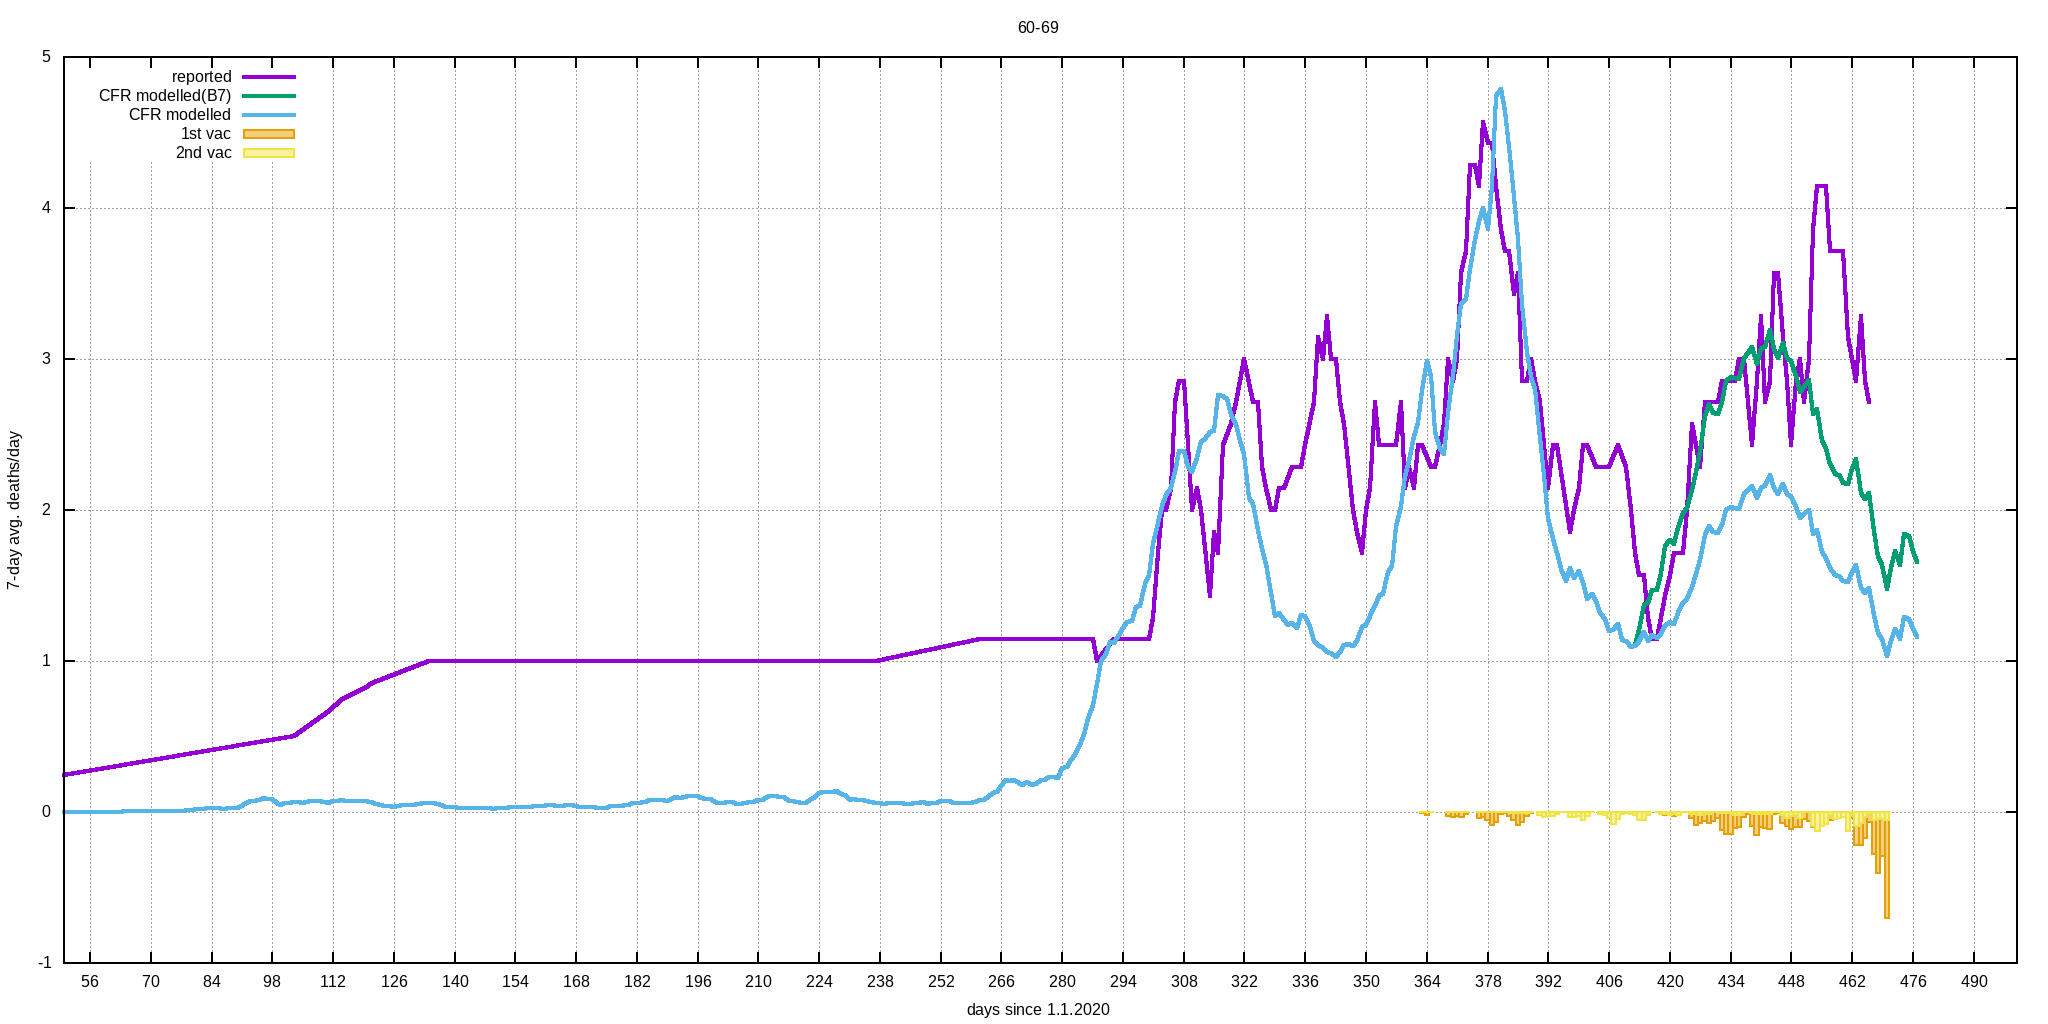 60-69
reported
CFR modelled(B7)
CFR modelled
1st vac
2nd vac
5
4
3
2
1
0
-1
7-day avg. deaths/day
56 70 84 98 112 126 140 154 168 182 196 210 224 238 252 266 280 294 308 322 336 350 364 378 392 406 420 434 448 462 476 490
days since 1.1.2020